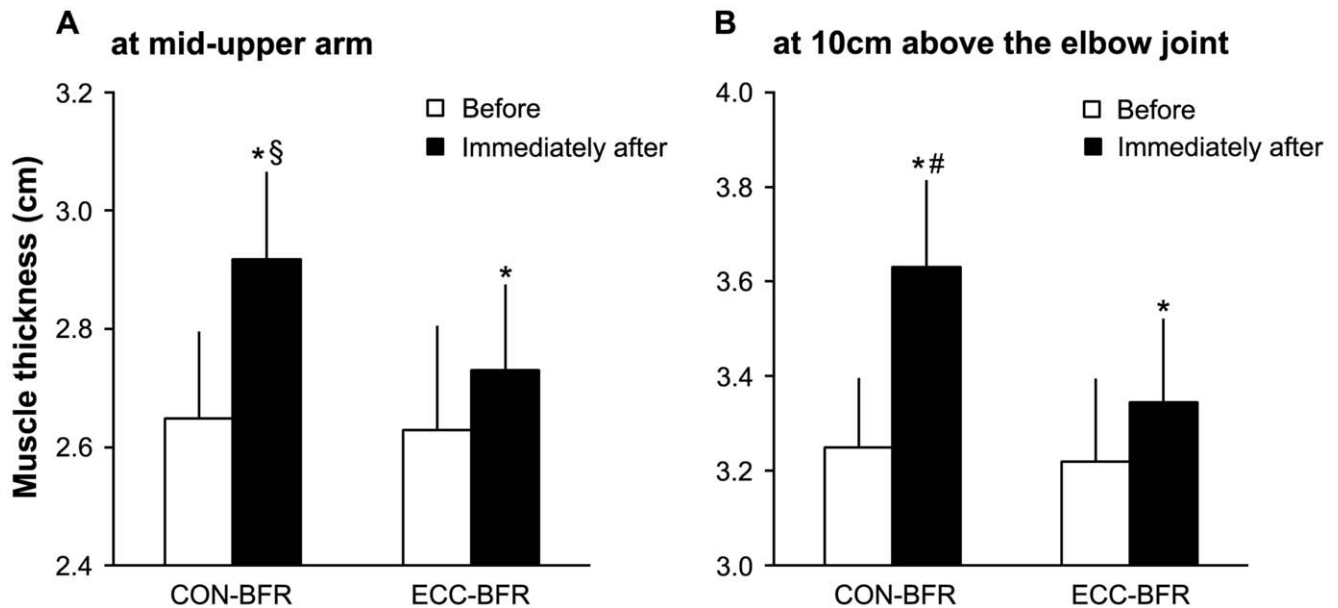 A
at mid-upper arm
Muscle thickness (cm)
3.2
3.0
2.8
2.6
2.4
Before
Immediately after
*§
*
CON-BFR
ECC-BFR
B
at 10cm above the elbow joint
4.0
3.8
3.6
3.4
3.2
3.0
Before
Immediately after
*#
*
CON-BFR
ECC-BFR